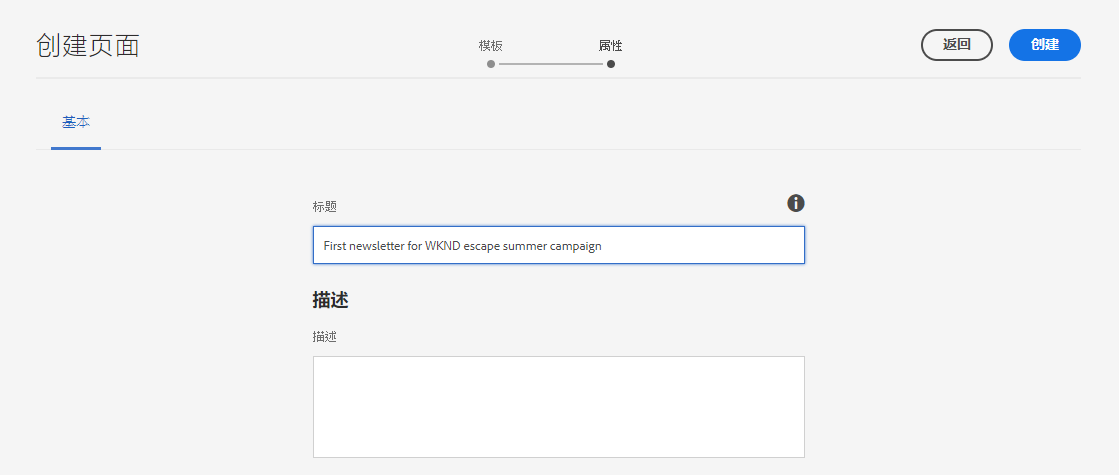 创建页面
模板
属性
返回
创建
基本
标题
First newsletter for WKND escape summer campaign
描述
描述